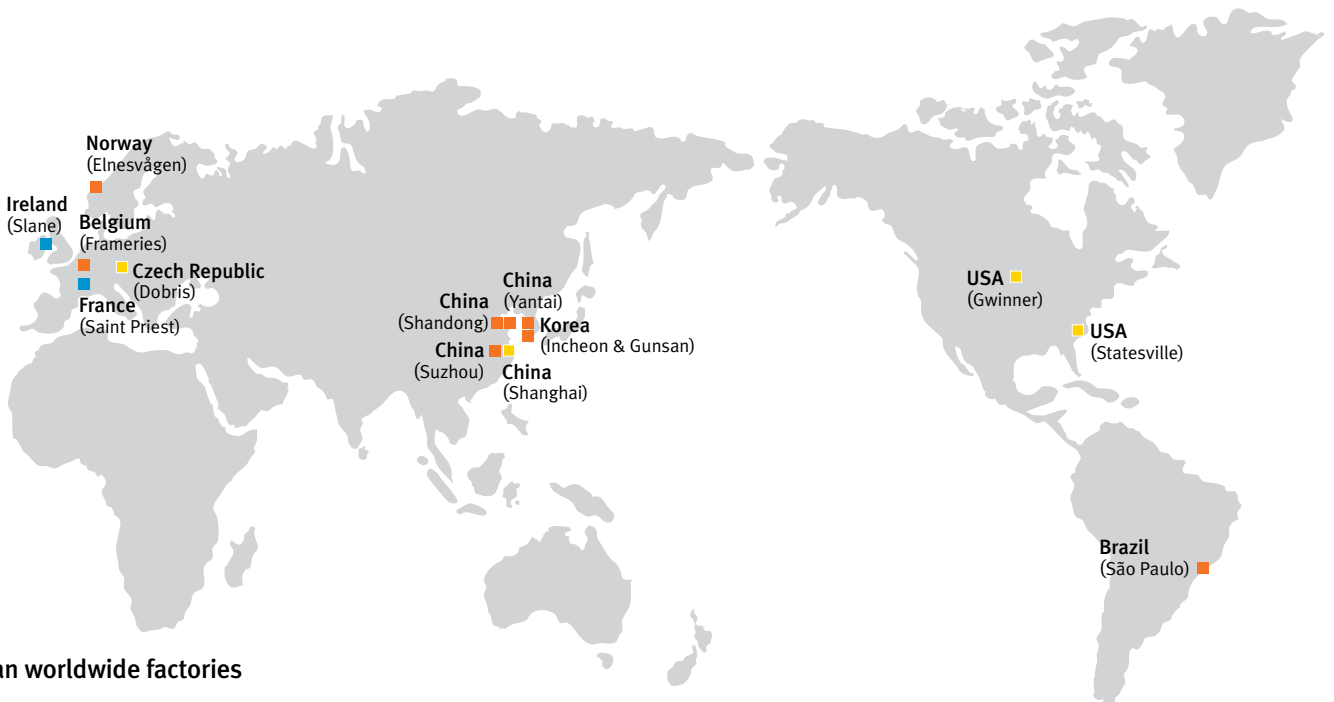 Norway
(Elnesvågen)
Ireland
(Slane)
Belgium
(Frameries)
Czech Republic
(Dobris)
France
(Saint Priest)
China
(Yantai)
China
(Shandong)
Korea
(Incheon & Gunsan)
China
(Suzhou)
China
(Shanghai)
USA
(Gwinner)
USA
(Statesville)
Brazil
(São Paulo)
an worldwide factories